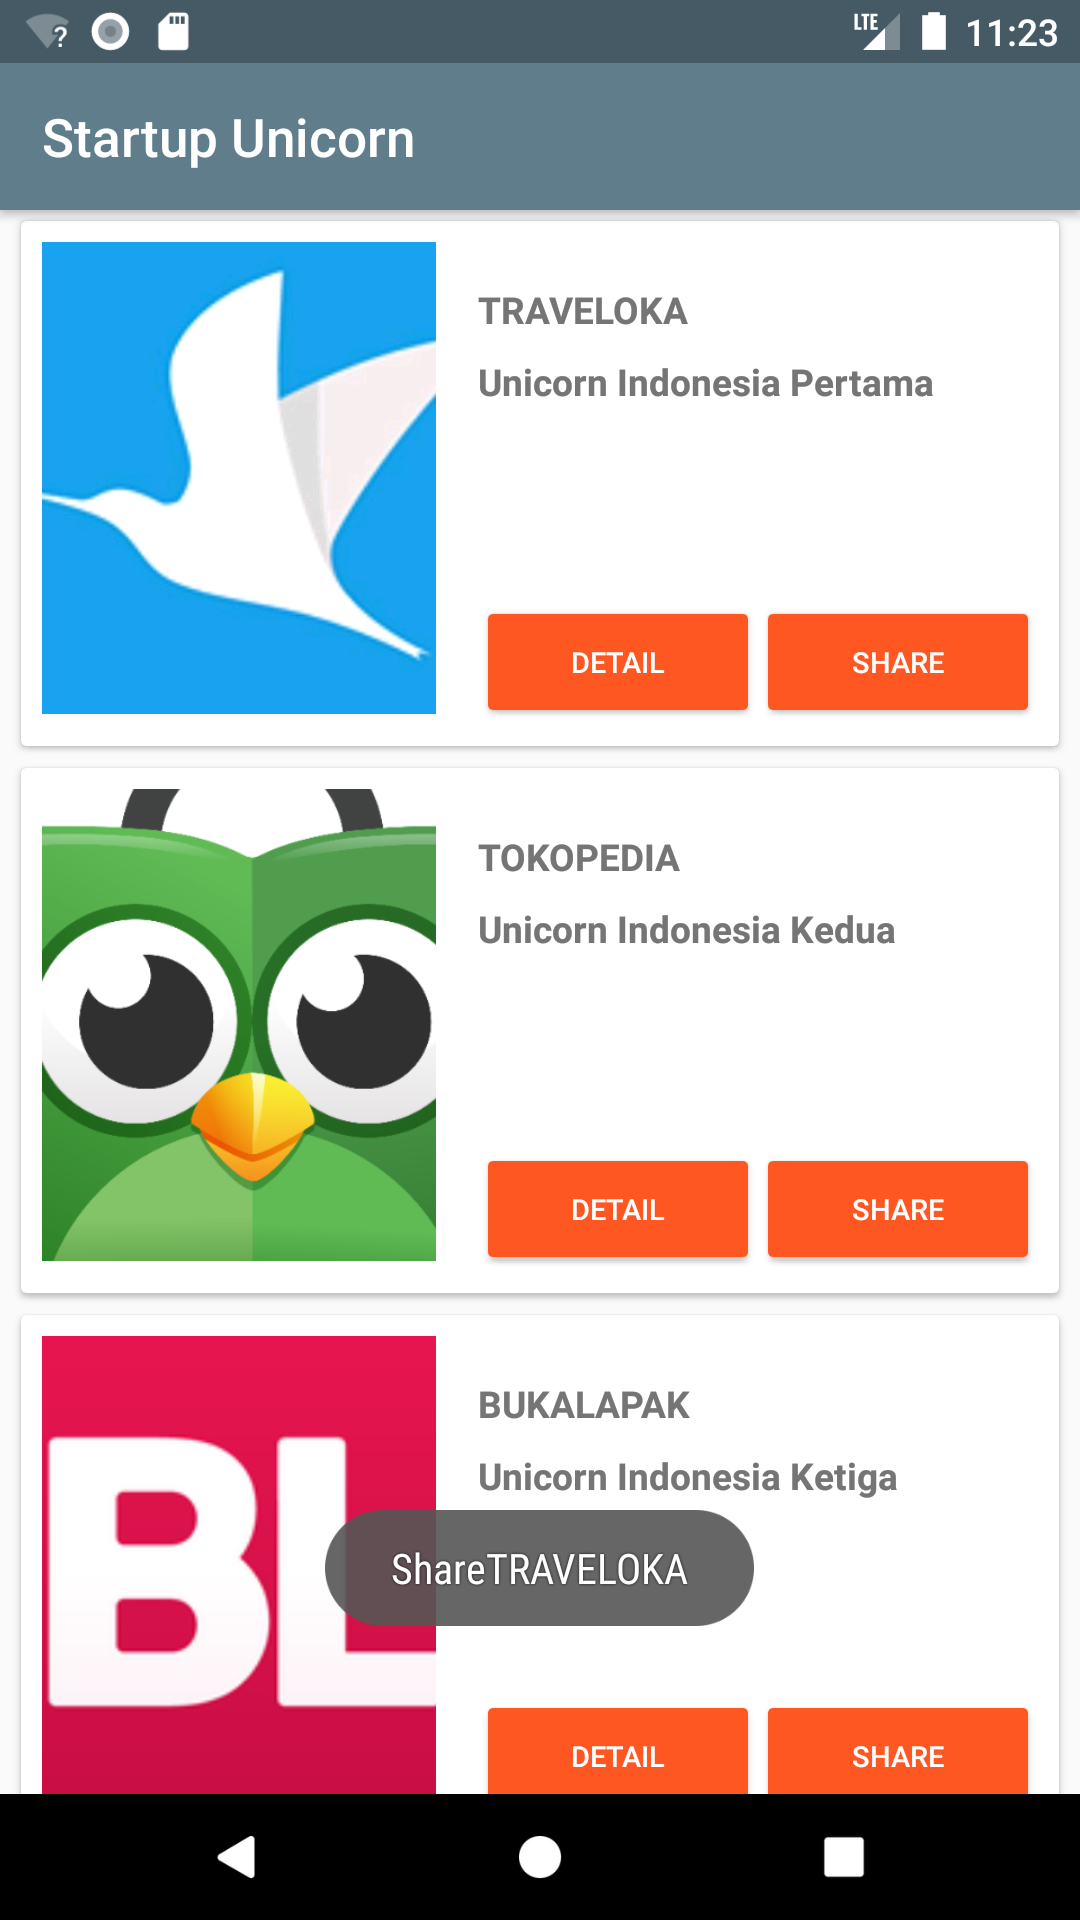 LTE 11:23
Startup Unicorn
TRAVELOKA
Unicorn Indonesia Pertama
DETAIL SHARE
TOKOPEDIA
Unicorn Indonesia Kedua
DETAIL SHARE
BL
BUKALAPAK
Unicorn Indonesia Ketiga
ShareTRAVELOKA
DETAIL SHARE